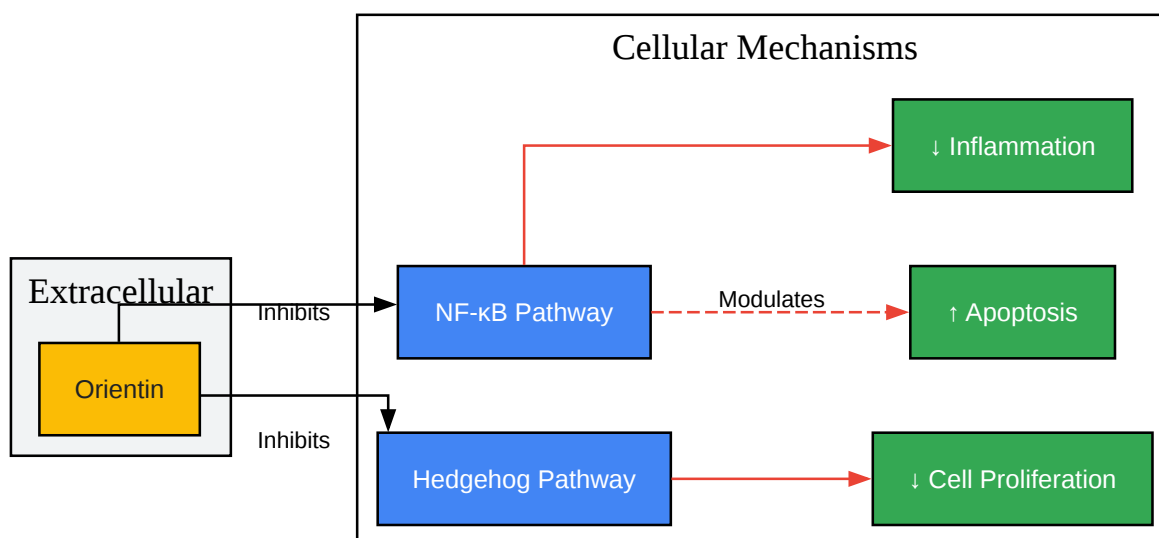 Cellular Mechanisms
↓ Inflammation
Extracellular
Inhibits
NF-κB Pathway
Modulates
↑ Apoptosis
Orientin
Inhibits
Hedgehog Pathway
↓ Cell Proliferation